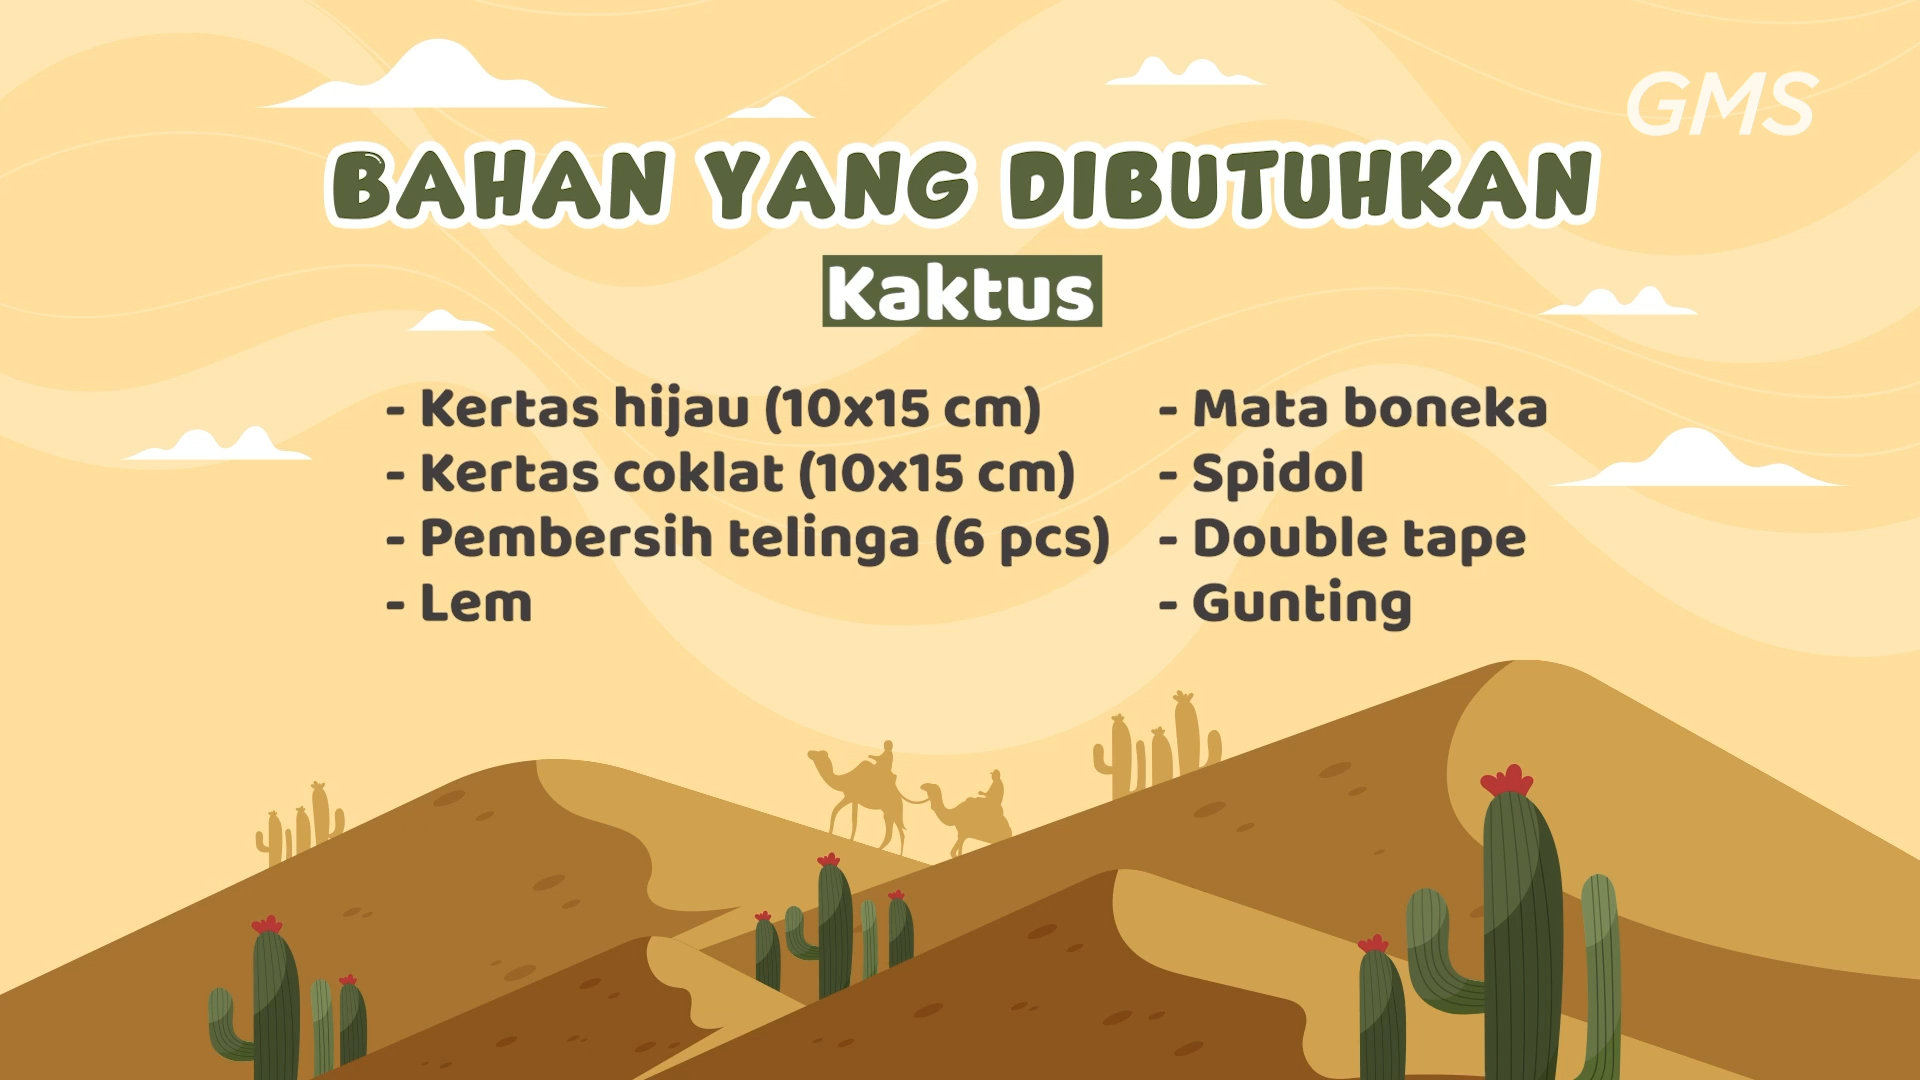 GMS
BAHAN YANG DIBUTUHKAN
Kaktus
- Kertas hijau (10x15 cm)
- Kertas coklat (10x15 cm)
- Pembersih telinga (6 pcs)
- Lem
- Mata boneka
- Spidol
- Double tape
- Gunting